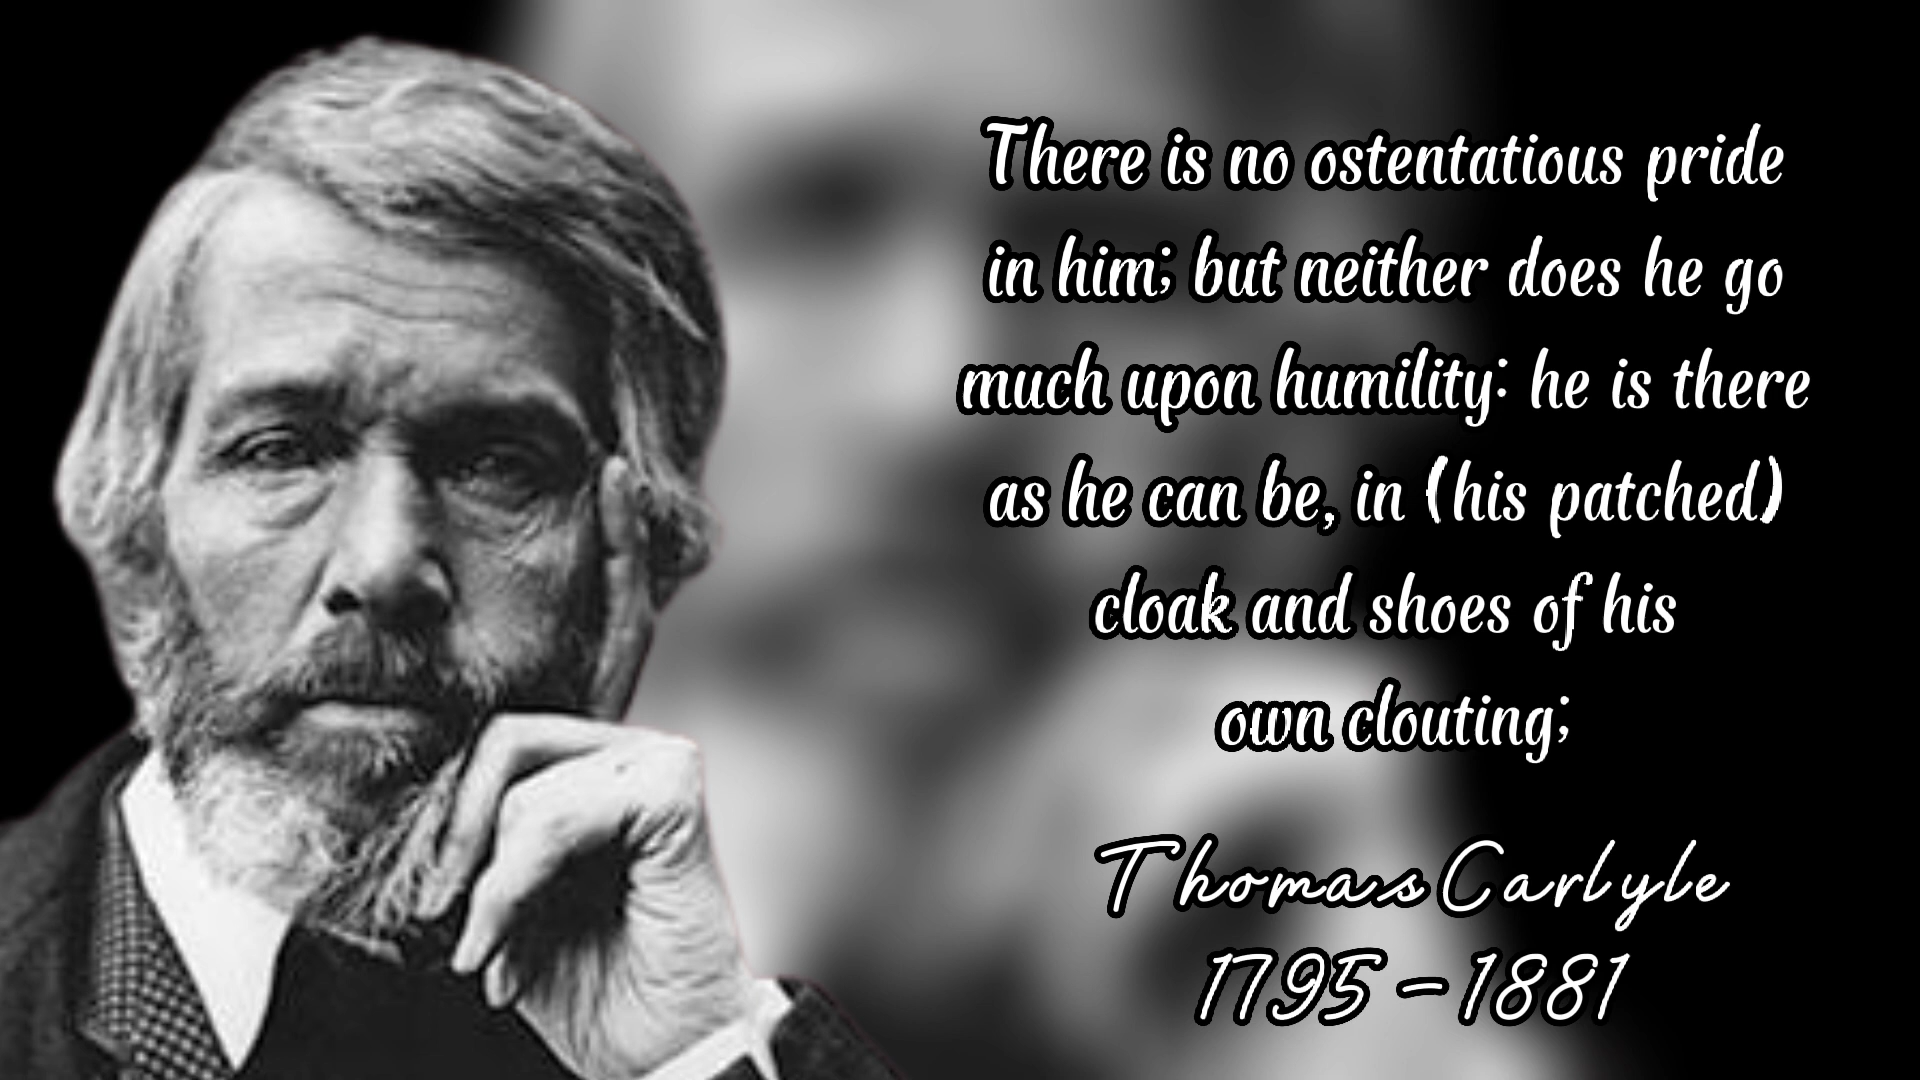 There is no ostentatious pride
in him; but neither does he go
much upon humility: he is there
as he can be, in (his patched)
cloak and shoes of his
own clouting;
Thomas Carlyle
1795 – 1881